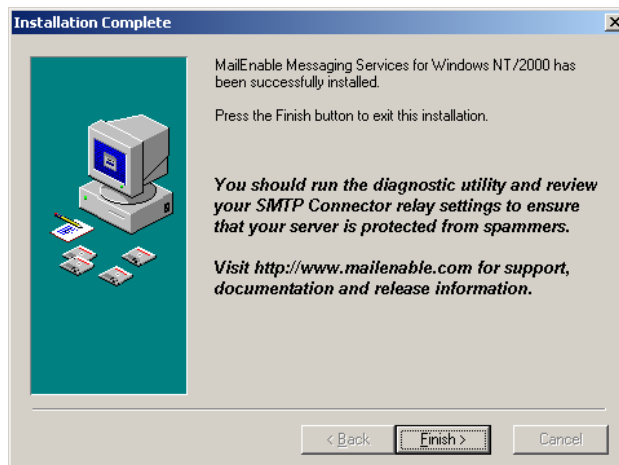 Installation Complete
MailEnable Messaging Services for Windows NT/2000 has
been successfully installed.
Press the Finish button to exit this installation.
You should run the diagnostic utility and review
your SMTP Connector relay settings to ensure
that your server is protected from spammers.
Visit http://www.mailenable.com for support,
documentation and release information.
< Back
Finish >
Cancel